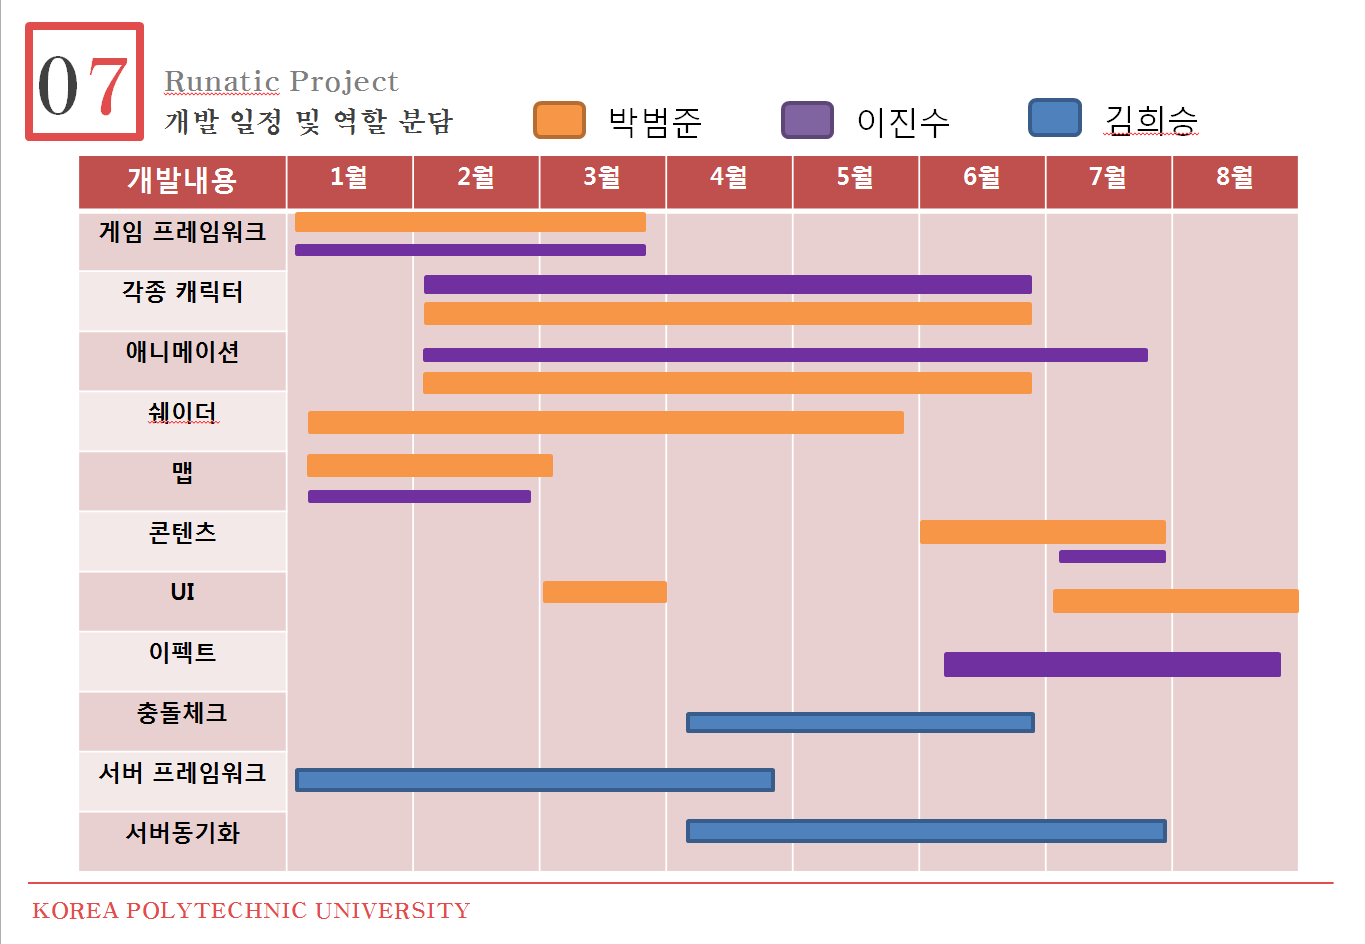 07
Runatic Project
개발 일정 및 역할 분담
박범준 이진수 김희승
개발내용 1월 2월 3월 4월 5월 6월 7월 8월
게임 프레임워크
각종 캐릭터
애니메이션
쉐이더
맵
콘텐츠
UI
이펙트
충돌체크
서버 프레임워크
서버동기화
KOREA POLYTECHNIC UNIVERSITY